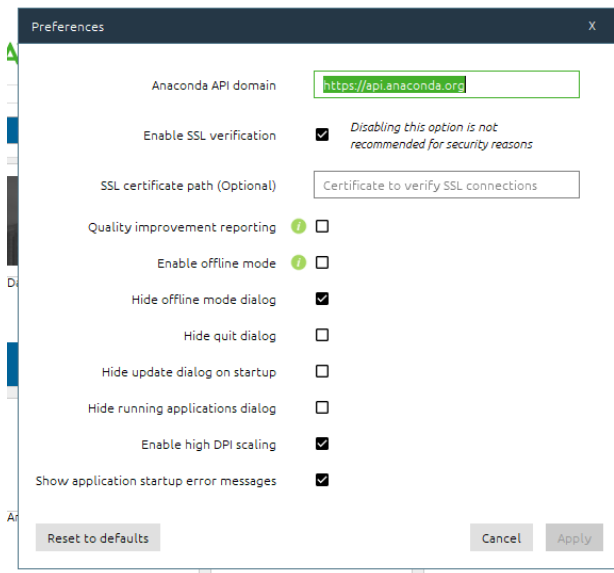 Preferences
X
Anaconda API domain
https://api.anaconda.org
Enable SSL verification
Disabling this option is not
recommended for security reasons
SSL certificate path (Optional)
Certificate to verify SSL connections
Quality improvement reporting
i
Enable offline mode
i
Hide offline mode dialog
Hide quit dialog
Hide update dialog on startup
Hide running applications dialog
Enable high DPI scaling
Show application startup error messages
Reset to defaults
Cancel
Apply